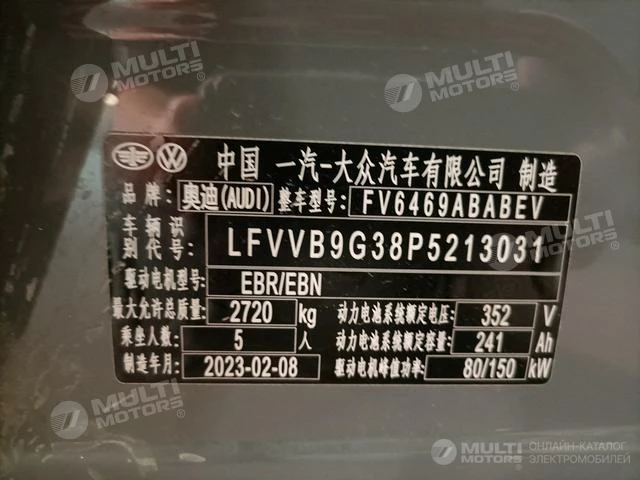 MULTI MOTORS
MULTI MOTORS
中国 一汽-大众汽车有限公司 制造
品牌: 奥迪(AUDI) 整车型号: FV6469ABABEV
车辆识别代号: LFVVB9G38P5213031
驱动电机型号: EBR/EBN
最大允许总质量: 2720 kg 动力电池系统额定电压: 352 V
乘坐人数: 5 人 动力电池系统额定容量: 241 Ah
制造年月: 2023-02-08 驱动电机峰值功率: 80/150 kW
MULTI MOTORS
MULTI MOTORS ОНЛАЙН-КАТАЛОГ ЭЛЕКТРОМОБИЛЕЙ